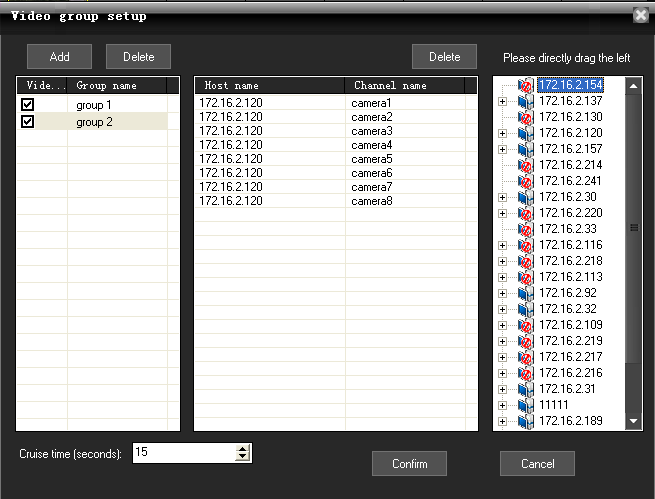 Video group setup
Add
Delete
Delete
Please directly drag the left
Vide...
Group name
group 1
group 2
Host name
Channel name
172.16.2.120 camera1
172.16.2.120 camera2
172.16.2.120 camera3
172.16.2.120 camera4
172.16.2.120 camera5
172.16.2.120 camera6
172.16.2.120 camera7
172.16.2.120 camera8
172.16.2.154
172.16.2.137
172.16.2.130
172.16.2.120
172.16.2.157
172.16.2.214
172.16.2.241
172.16.2.30
172.16.2.220
172.16.2.33
172.16.2.116
172.16.2.218
172.16.2.113
172.16.2.92
172.16.2.32
172.16.2.109
172.16.2.219
172.16.2.217
172.16.2.216
172.16.2.31
11111
172.16.2.189
Cruise time (seconds): 15
Confirm
Cancel